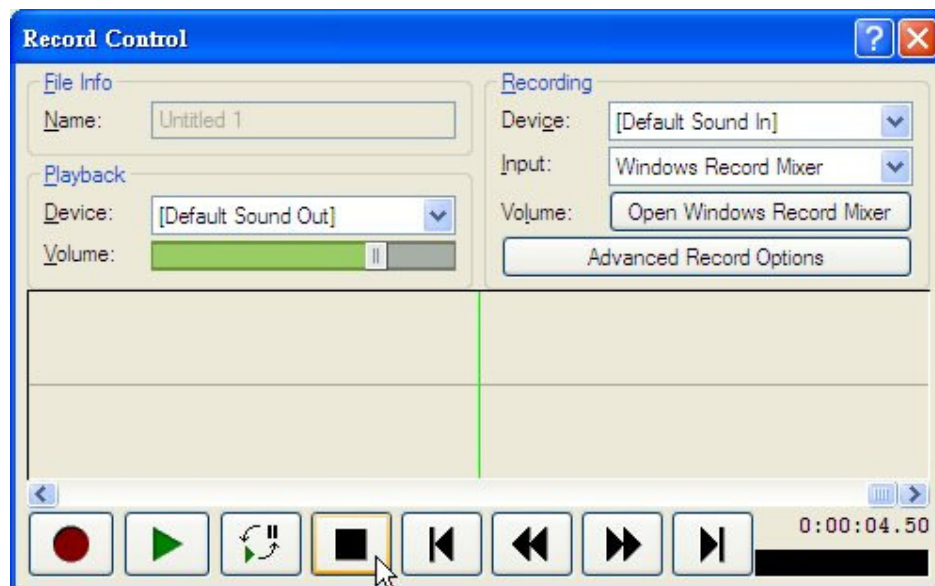 Record Control
File Info
Name: Untitled 1
Playback
Device: [Default Sound Out]
Volume:
Recording
Device: [Default Sound In]
Input: Windows Record Mixer
Volume: Open Windows Record Mixer
Advanced Record Options
0:00:04.50